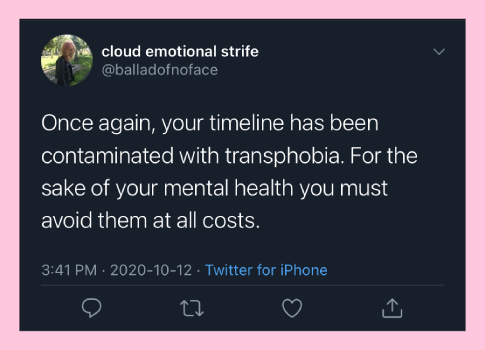 cloud emotional strife
@balladofnoface
Once again, your timeline has been
contaminated with transphobia. For the
sake of your mental health you must
avoid them at all costs.
3:41 PM · 2020-10-12 · Twitter for iPhone